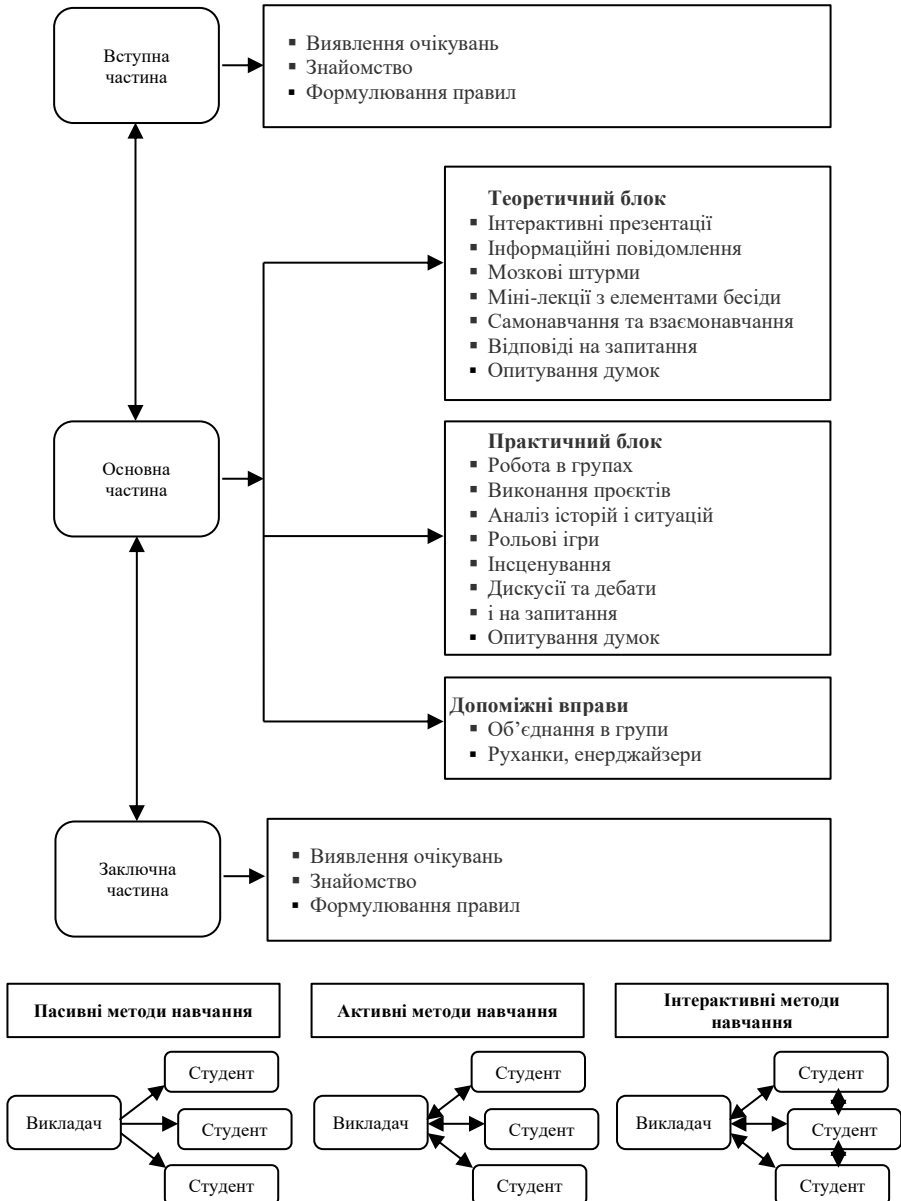 Вступна
частина
▪ Виявлення очікувань
▪ Знайомство
▪ Формулювання правил
Теоретичний блок
▪ Інтерактивні презентації
▪ Інформаційні повідомлення
▪ Мозкові штурми
▪ Міні-лекції з елементами бесіди
▪ Самонавчання та взаємонавчання
▪ Відповіді на запитання
▪ Опитування думок
Основна
частина
Практичний блок
▪ Робота в групах
▪ Виконання проєктів
▪ Аналіз історій і ситуацій
▪ Рольові ігри
▪ Інсценування
▪ Дискусії та дебати
▪ і на запитання
▪ Опитування думок
Допоміжні вправи
▪ Об’єднання в групи
▪ Руханки, енерджайзери
Заключна
частина
▪ Виявлення очікувань
▪ Знайомство
▪ Формулювання правил
Пасивні методи навчання
Викладач
Студент
Студент
Студент
Активні методи навчання
Викладач
Студент
Студент
Студент
Інтерактивні методи
навчання
Викладач
Студент
Студент
Студент